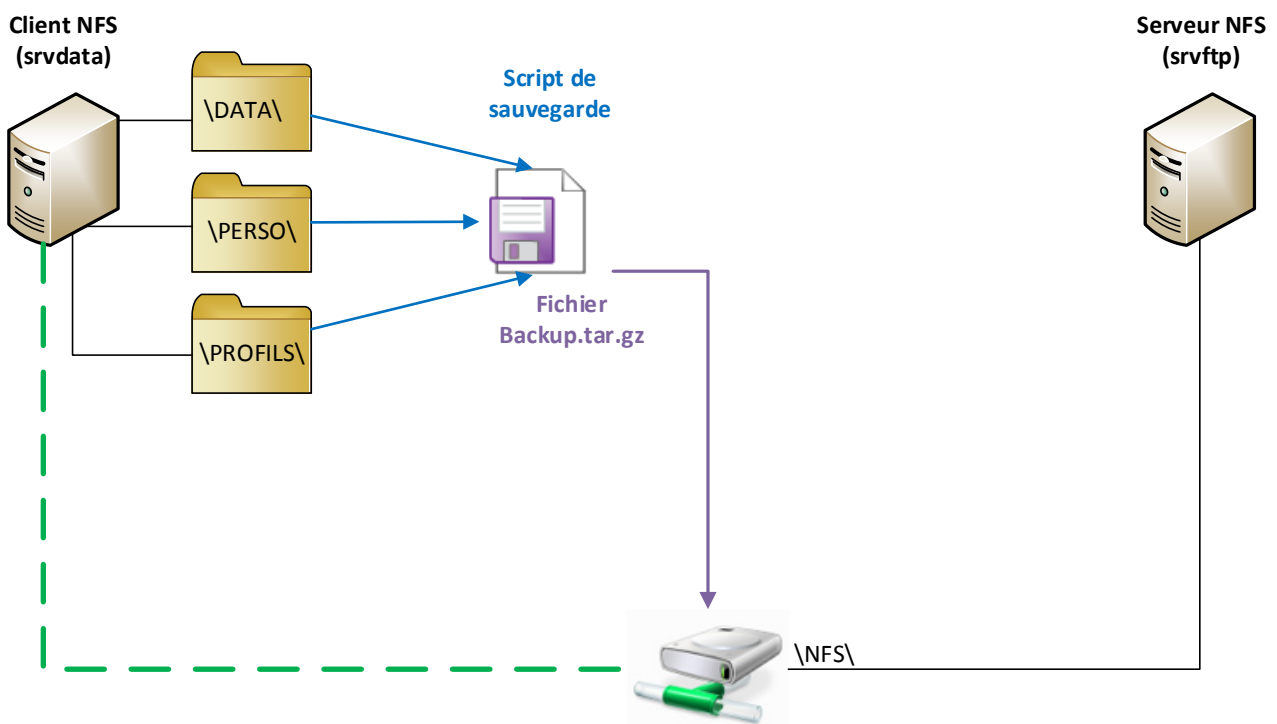 Client NFS
(srvdata)
Serveur NFS
(srvftp)
\DATA\
Script de
sauvegarde
\PERSO\
\PROFILS\
Fichier
Backup.tar.gz
\NFS\